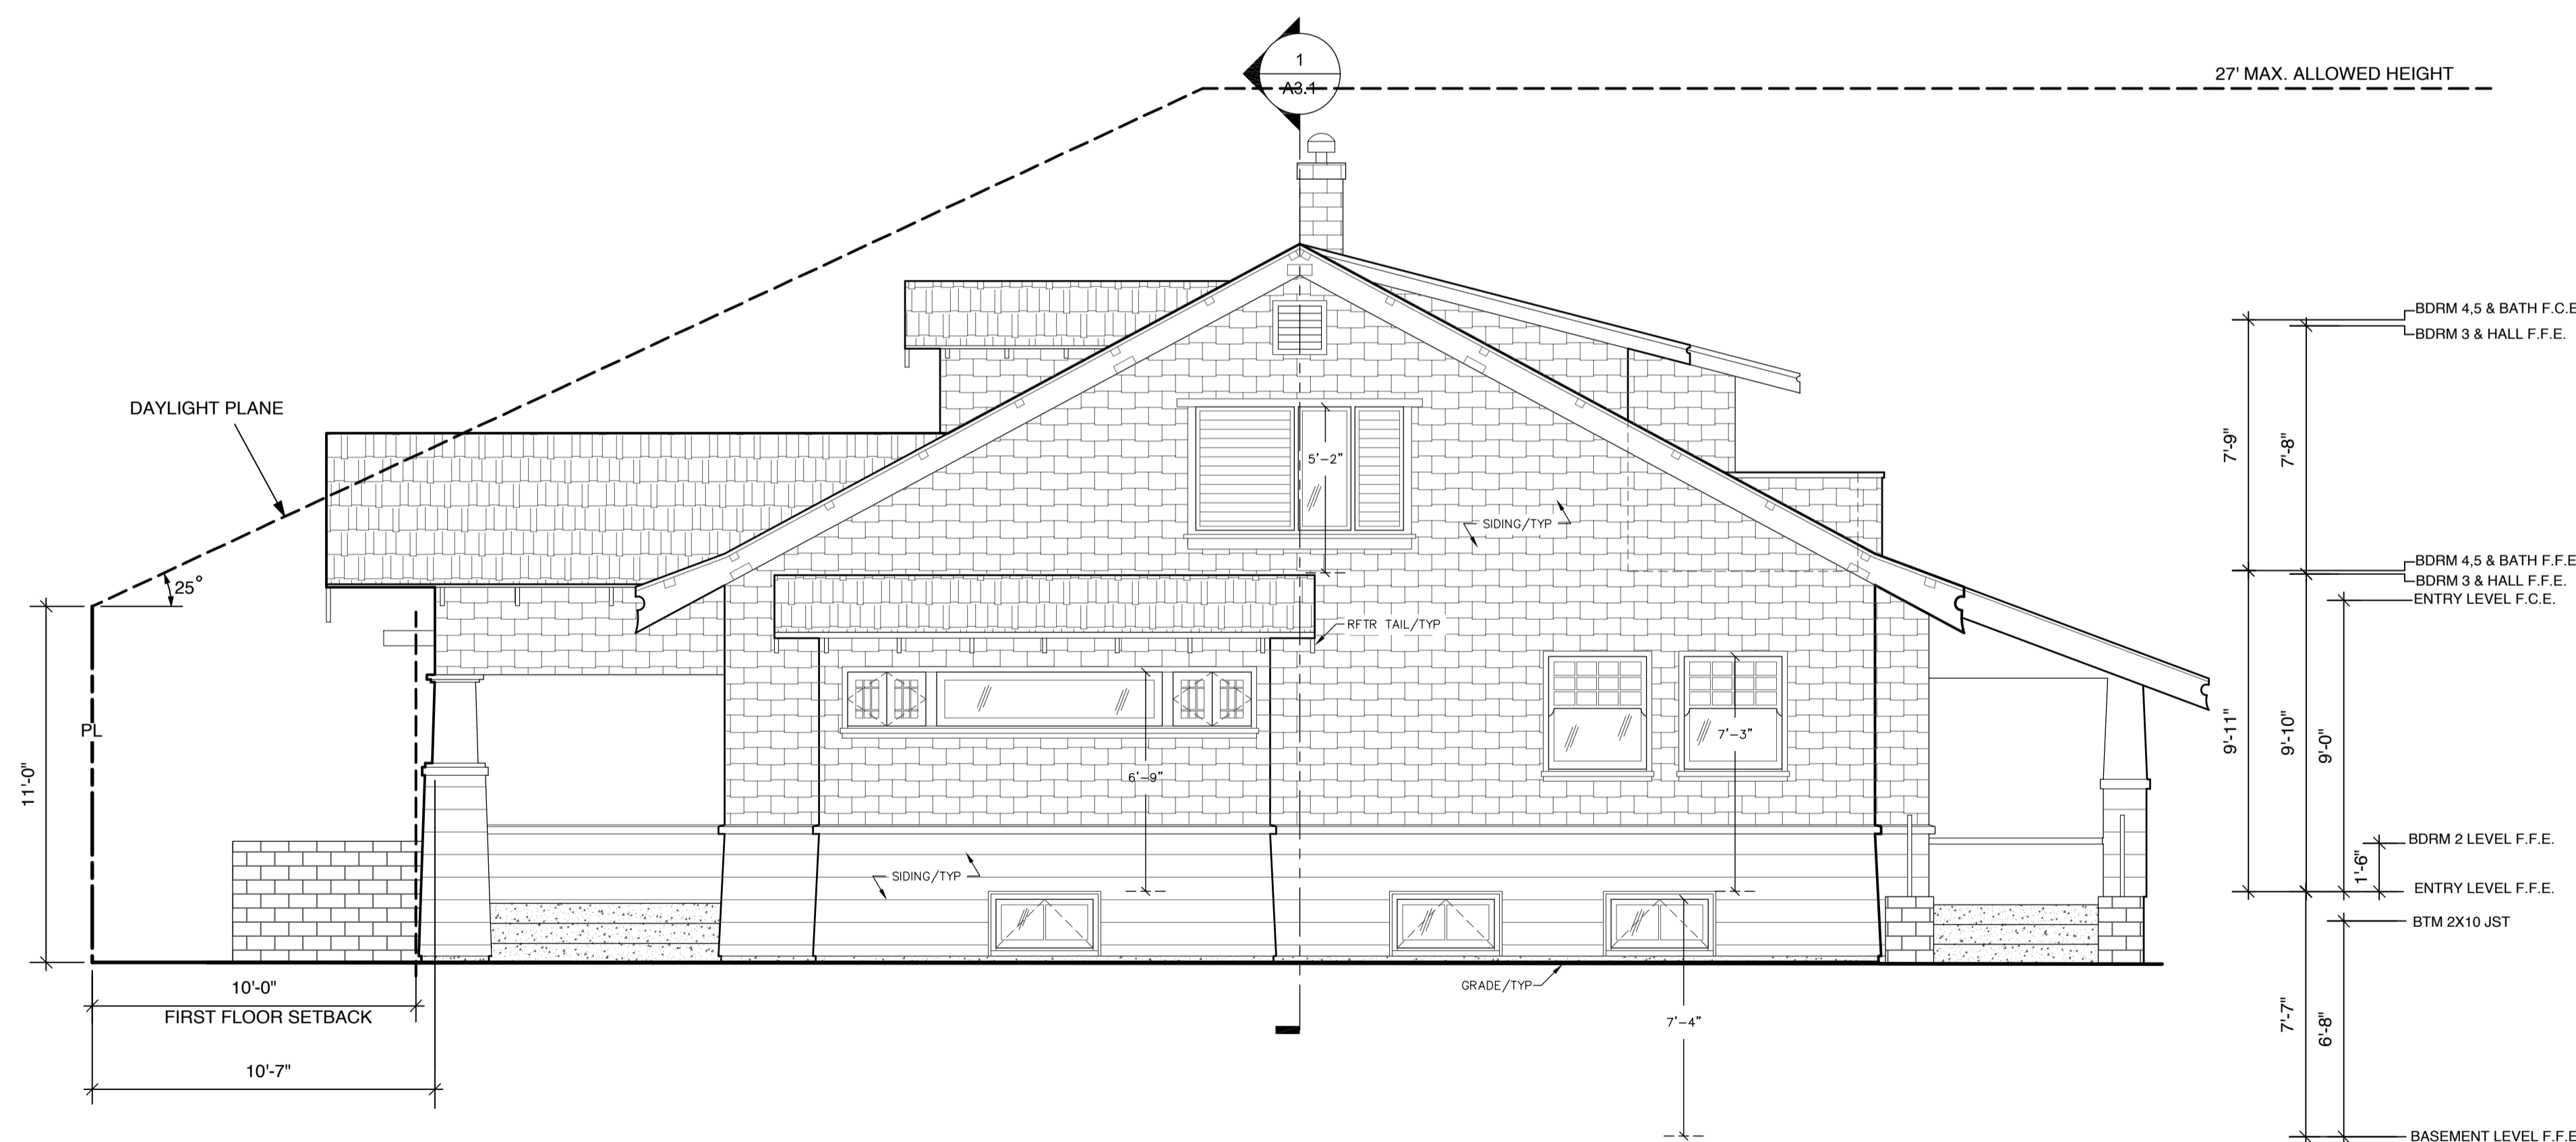 1
A3.1
27' MAX. ALLOWED HEIGHT
DAYLIGHT PLANE
25°
PL
11'-0"
10'-0"
FIRST FLOOR SETBACK
10'-7"
5'-2"
SIDING/TYP
RFTR TAIL/TYP
6'-9"
7'-3"
SIDING/TYP
GRADE/TYP
7'-4"
BDRM 4,5 & BATH F.C.E
BDRM 3 & HALL F.F.E.
7'-9"
7'-8"
BDRM 4,5 & BATH F.F.E
BDRM 3 & HALL F.F.E.
ENTRY LEVEL F.C.E.
9'-11"
9'-10"
9'-0"
BDRM 2 LEVEL F.F.E.
1'-6"
ENTRY LEVEL F.F.E.
BTM 2X10 JST
7'-7"
6'-8"
BASEMENT LEVEL F.F.E